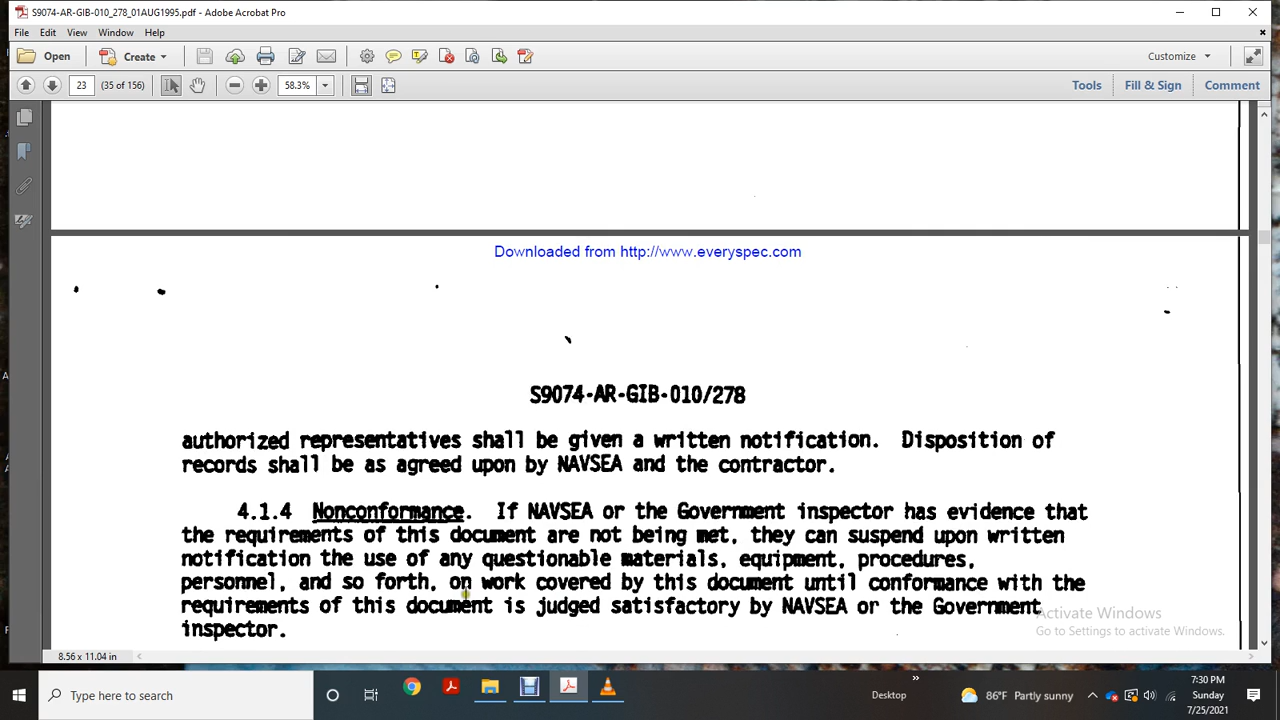 S9074-AR-GIB-010_278_01AUG1995.pdf - Adobe Acrobat Pro
File Edit View Window Help
Open Create Customize
23 (35 of 156) 58.3% Tools Fill & Sign Comment
Downloaded from http://www.everyspec.com
S9074-AR-GIB-010/278
authorized representatives shall be given a written notification. Disposition of
records shall be as agreed upon by NAVSEA and the contractor.
4.1.4 Nonconformance. If NAVSEA or the Government inspector has evidence that
the requirements of this document are not being met, they can suspend upon written
notification the use of any questionable materials, equipment, procedures,
personnel, and so forth, on work covered by this document until conformance with the
requirements of this document is judged satisfactory by NAVSEA or the Government
inspector.
Activate Windows
Go to Settings to activate Windows.
8.56 x 11.04 in
Type here to search
Desktop
86°F Partly sunny
7:30 PM
Sunday
7/25/2021